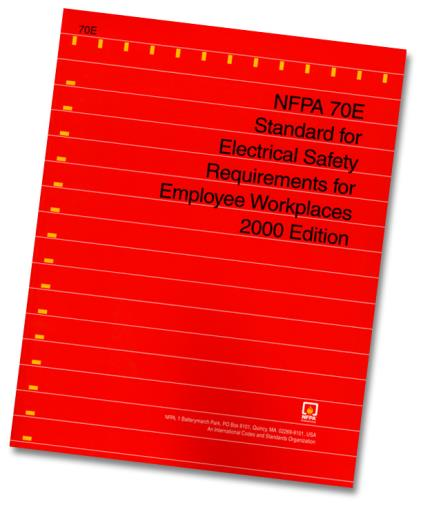 70E
NFPA 70E
Standard for
Electrical Safety
Requirements for
Employee Workplaces
2000 Edition
NFPA
NFPA, 1 Batterymarch Park, PO Box 9101, Quincy, MA 02269-9101, USA
An International Codes and Standards Organization